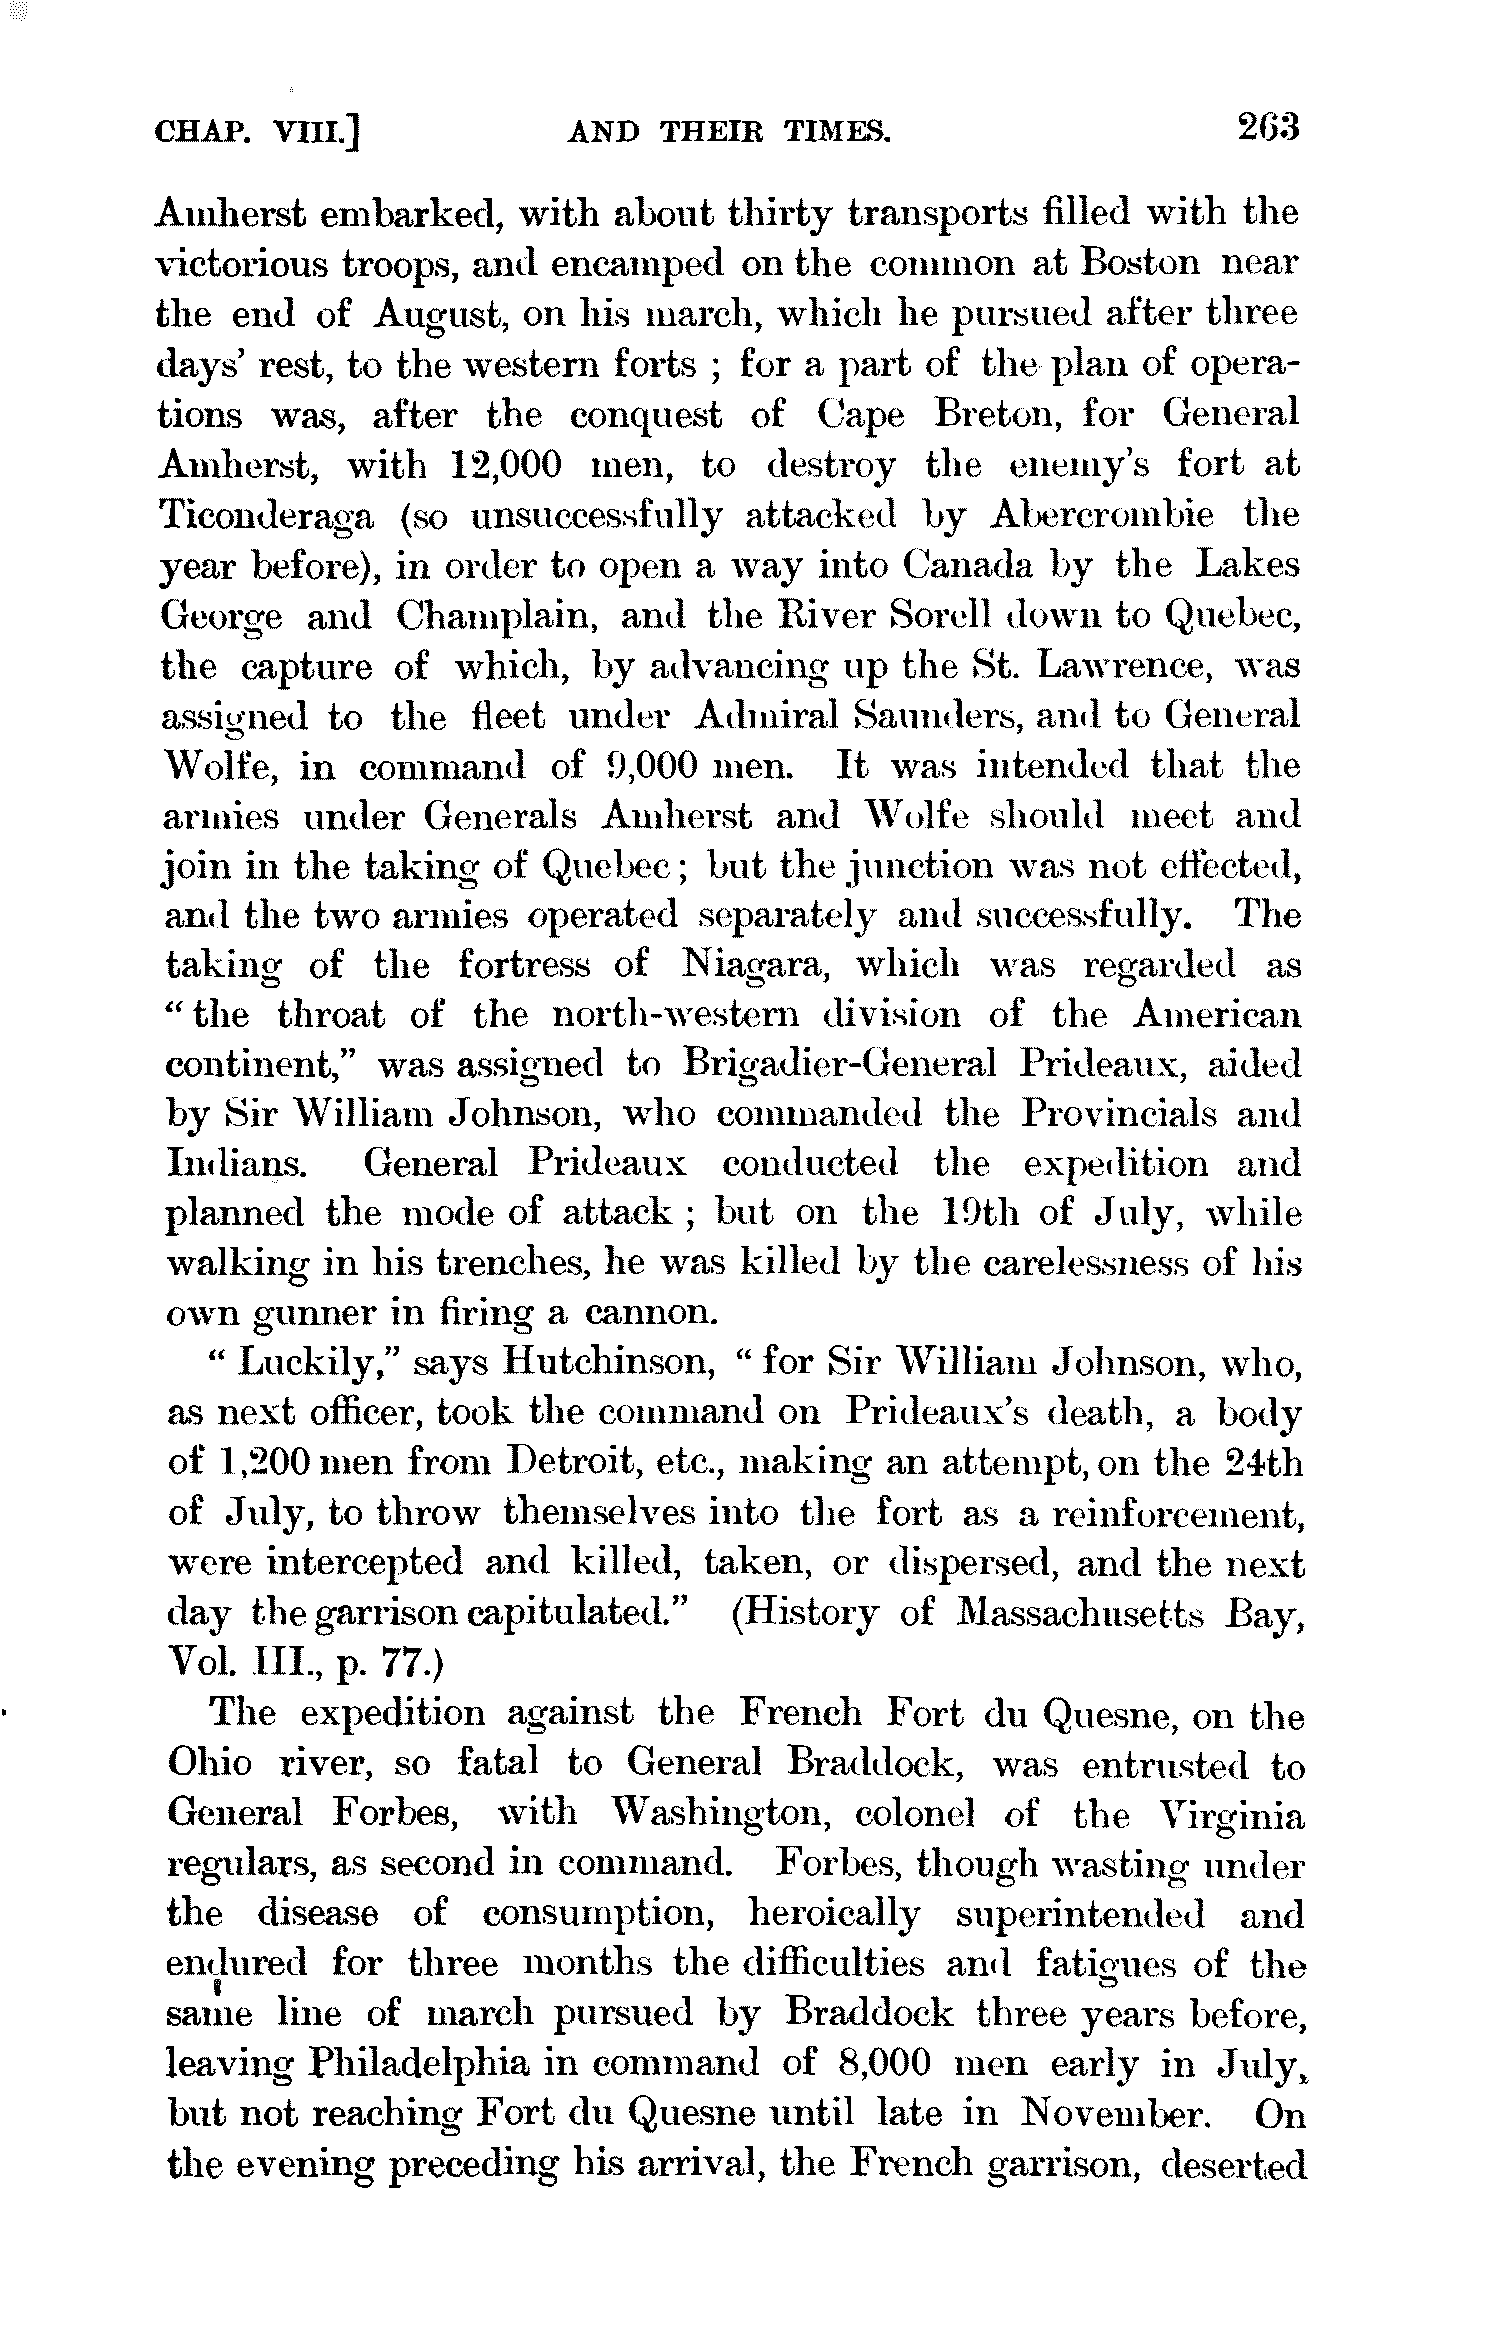 CHAP. VIII.] AND THEIR TIMES. 263
Amherst embarked, with about thirty transports filled with the
victorious troops, and encamped on the common at Boston near
the end of August, on his march, which he pursued after three
days' rest, to the western forts ; for a part of the plan of opera-
tions was, after the conquest of Cape Breton, for General
Amherst, with 12,000 men, to destroy the enemy's fort at
Ticonderaga (so unsuccessfully attacked by Abercrombie the
year before), in order to open a way into Canada by the Lakes
George and Champlain, and the River Sorell down to Quebec,
the capture of which, by advancing up the St. Lawrence, was
assigned to the fleet under Admiral Saunders, and to General
Wolfe, in command of 9,000 men. It was intended that the
armies under Generals Amherst and Wolfe should meet and
join in the taking of Quebec; but the junction was not effected,
and the two armies operated separately and successfully. The
taking of the fortress of Niagara, which was regarded as
"the throat of the north-western division of the American
continent," was assigned to Brigadier-General Prideaux, aided
by Sir William Johnson, who commanded the Provincials and
Indians. General Prideaux conducted the expedition and
planned the mode of attack ; but on the 19th of July, while
walking in his trenches, he was killed by the carelessness of his
own gunner in firing a cannon.
" Luckily," says Hutchinson, "for Sir William Johnson, who,
as next officer, took the command on Prideaux's death, a body
of 1,200 men from Detroit, etc., making an attempt, on the 24th
of July, to throw themselves into the fort as a reinforcement,
were intercepted and killed, taken, or dispersed, and the next
day the garrison capitulated." (History of Massachusetts Bay,
Vol. III., p. 77.)
The expedition against the French Fort du Quesne, on the
Ohio river, so fatal to General Braddock, was entrusted to
General Forbes, with Washington, colonel of the Virginia
regulars, as second in command. Forbes, though wasting under
the disease of consumption, heroically superintended and
endured for three months the difficulties and fatigues of the
same line of march pursued by Braddock three years before,
leaving Philadelphia in command of 8,000 men early in July,
but not reaching Fort du Quesne until late in November. On
the evening preceding his arrival, the French garrison, deserted